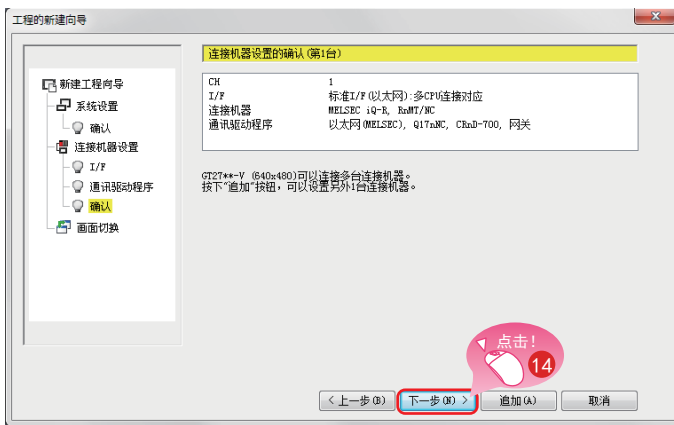 工程的新建向导
连接机器设置的确认(第1台)
新建工程向导
系统设置
确认
连接机器设置
I/F
通讯驱动程序
确认
画面切换
CH 1
I/F 标准I/F(以太网):多CPU连接对应
连接机器 MELSEC iQ-R, RnMT/NC
通讯驱动程序 以太网(MELSEC), Q17nNC, CRnD-700, 网关
GT27**-V (640x480)可以连接多台连接机器。
按下"追加"按钮，可以设置另外1台连接机器。
点击!
14
<上一步(B) 下一步(N)> 追加(A) 取消